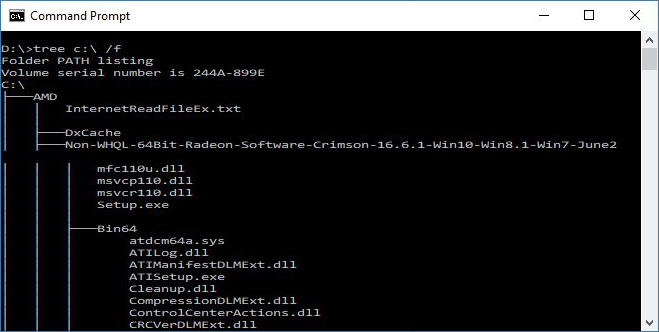 Command Prompt
D:\>tree c:\ /f
Folder PATH listing
Volume serial number is 244A-899E
C:\
├───AMD
│   │   InternetReadFileEx.txt
│   │
│   ├───DxCache
│   ├───Non-WHQL-64Bit-Radeon-Software-Crimson-16.6.1-Win10-Win8.1-Win7-June2
│   │   │   mfc110u.dll
│   │   │   msvcp110.dll
│   │   │   msvcr110.dll
│   │   │   Setup.exe
│   │   │
│   │   ├───Bin64
│   │   │       atdcm64a.sys
│   │   │       ATILog.dll
│   │   │       ATIManifestDLMExt.dll
│   │   │       ATISetup.exe
│   │   │       Cleanup.dll
│   │   │       CompressionDLMExt.dll
│   │   │       ControlCenterActions.dll
│   │   │       CRCVerDLMExt.dll